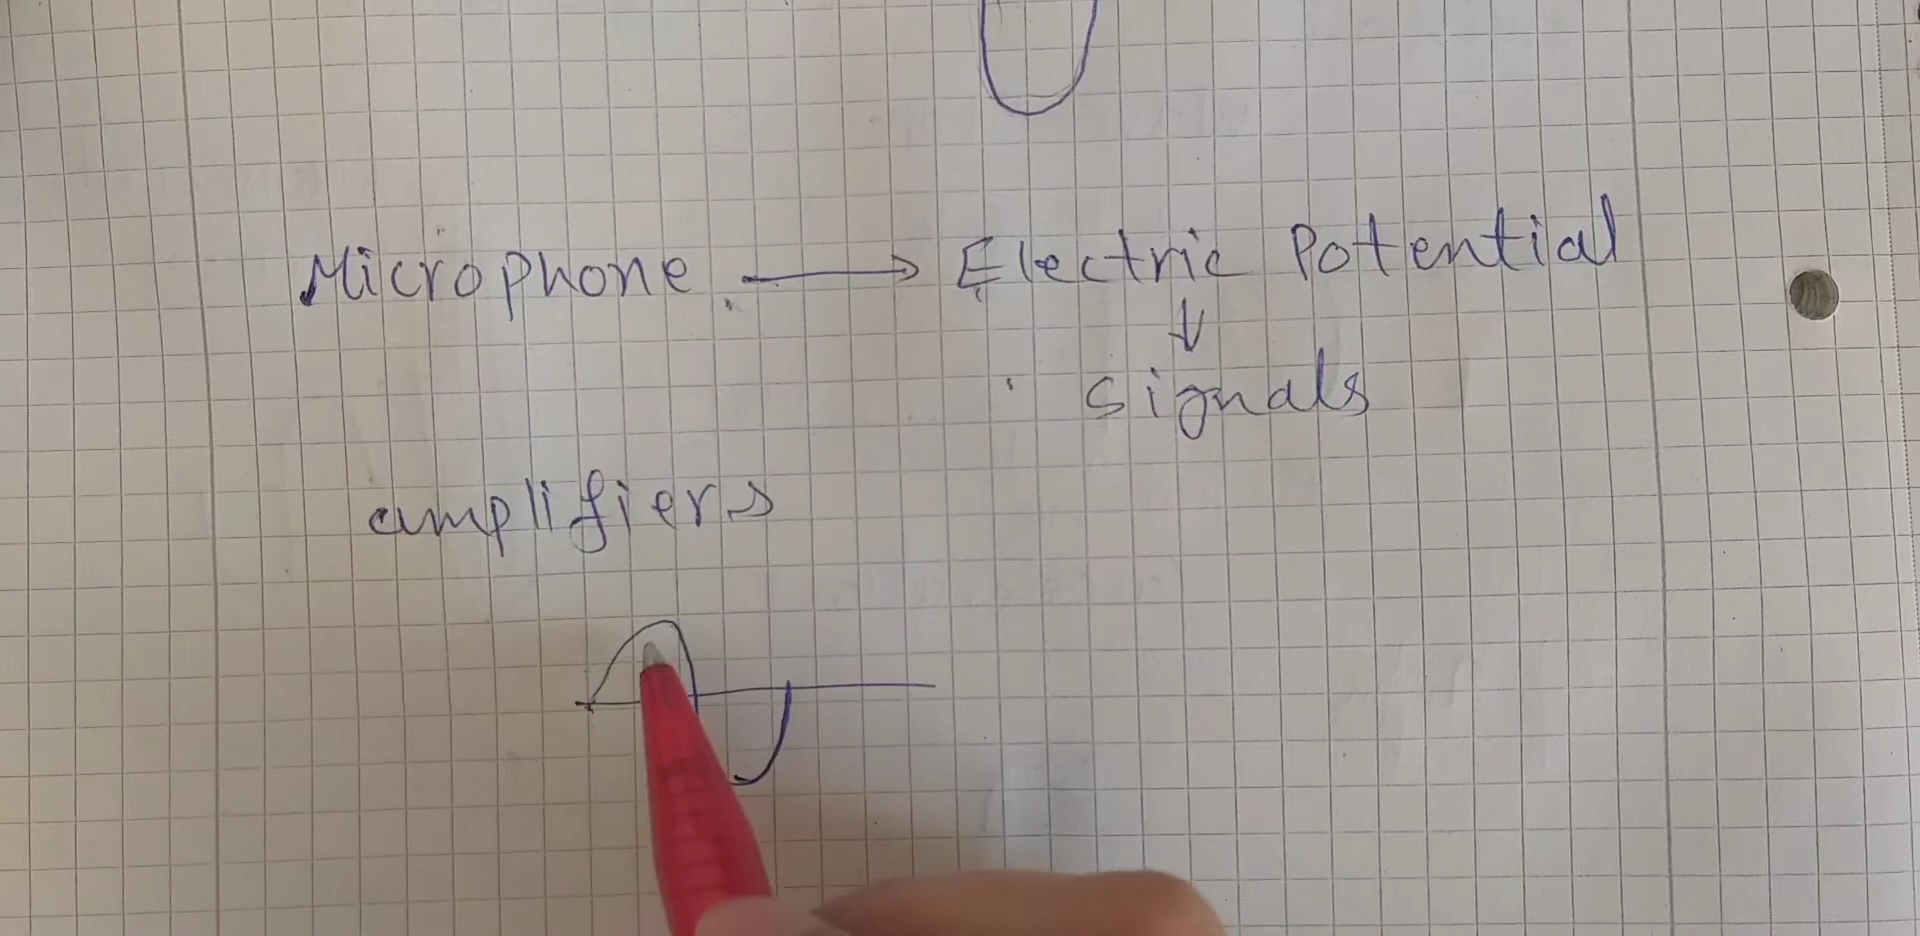 Microphone → Electric Potential
↓
signals
amplifiers